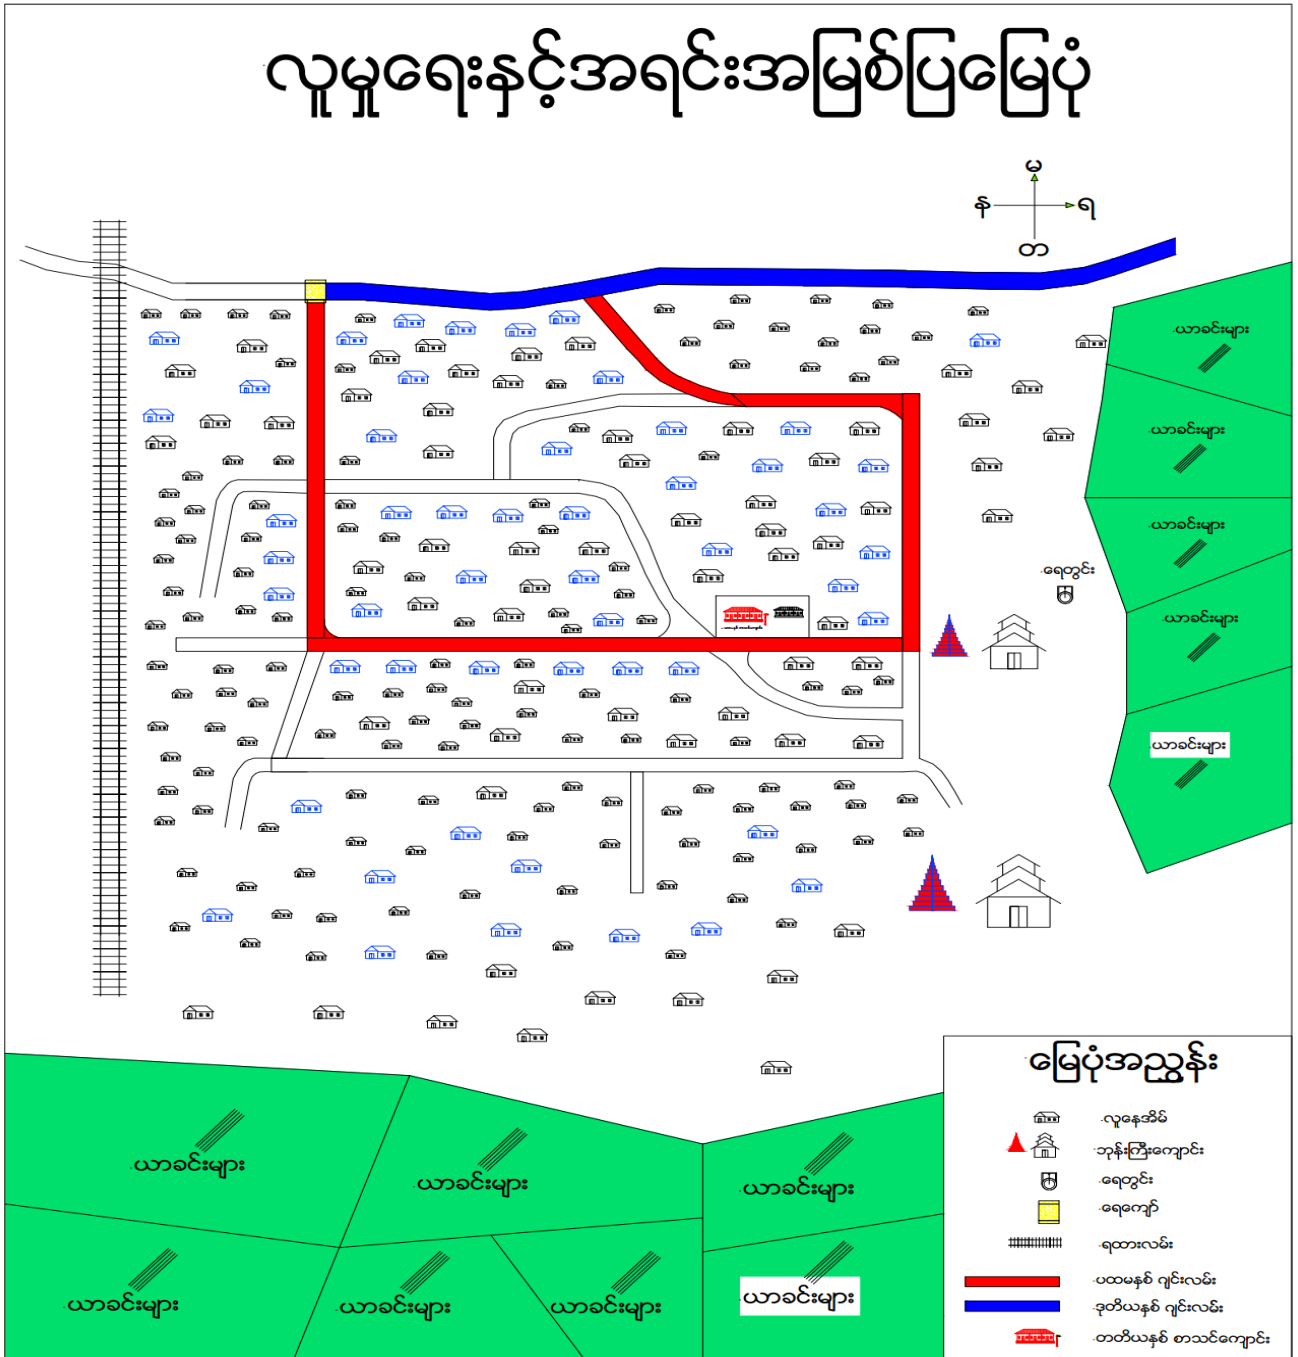 လူမှုရေးနှင့်အရင်းအမြစ်ပြမြေပုံ
မ
န
ရ
တ
ယာခင်းများ
ယာခင်းများ
ယာခင်းများ
ရေတွင်း
ယာခင်းများ
ယာခင်းများ
မြေပုံအညွှန်း
လူနေအိမ်
ဘုန်းကြီးကျောင်း
ရေတွင်း
ရေကျော်
ရထားလမ်း
ပထမနှစ် ဂျင်းလမ်း
ဒုတိယနှစ် ဂျင်းလမ်း
တတိယနှစ် စာသင်ကျောင်း
ယာခင်းများ
ယာခင်းများ
ယာခင်းများ
ယာခင်းများ
ယာခင်းများ
ယာခင်းများ
ယာခင်းများ